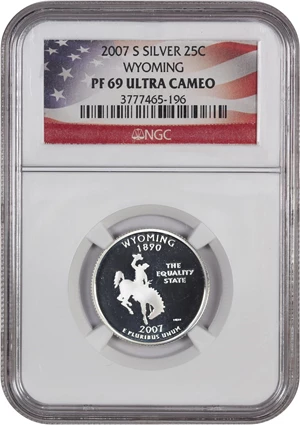 2007 S SILVER 25C
WYOMING
PF 69 ULTRA CAMEO
3777465-196
NGC
WYOMING
1890
THE
EQUALITY
STATE
2007
E PLURIBUS UNUM